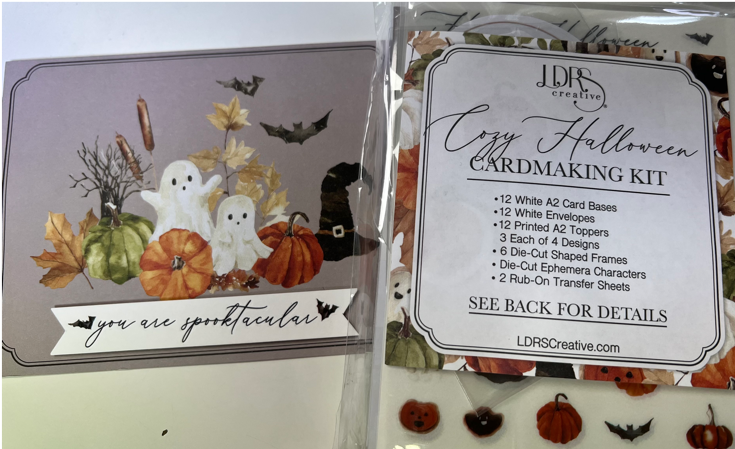 you are spooktacular
LDRS
creative
Cozy Halloween
CARDMAKING KIT
•12 White A2 Card Bases
•12 White Envelopes
•12 Printed A2 Toppers
3 Each of 4 Designs
•6 Die-Cut Shaped Frames
•Die-Cut Ephemera Characters
•2 Rub-On Transfer Sheets
SEE BACK FOR DETAILS
LDRSCreative.com